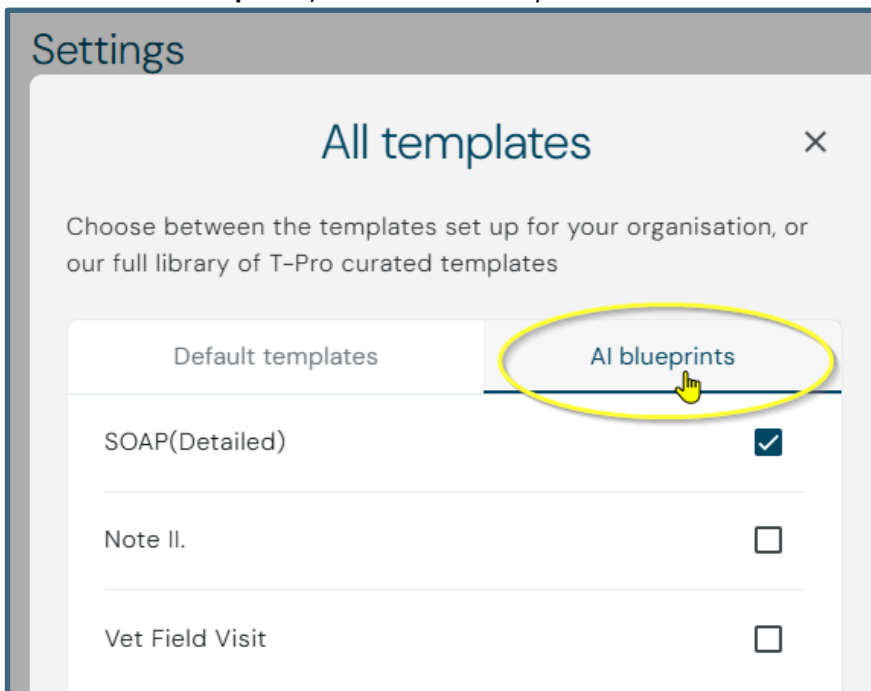 Settings
All templates
Choose between the templates set up for your organisation, or
our full library of T-Pro curated templates
Default templates
AI blueprints
SOAP(Detailed)
Note II.
Vet Field Visit